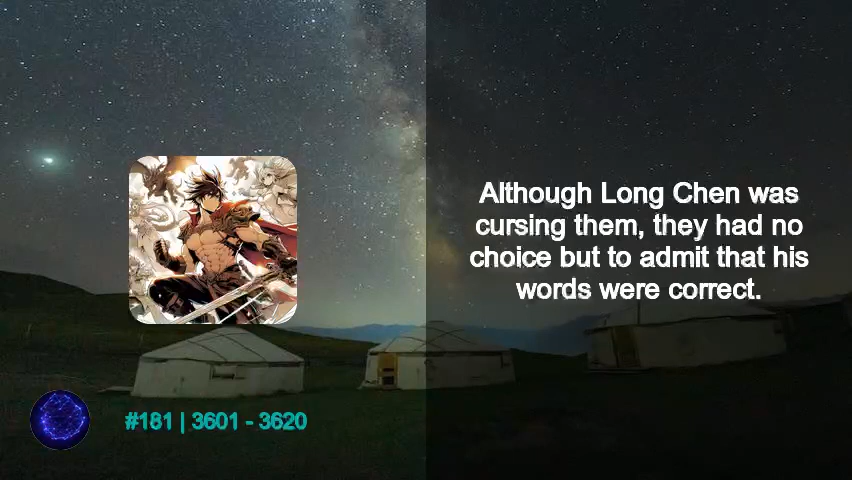 Although Long Chen was
cursing them, they had no
choice but to admit that his
words were correct.
#181 | 3601 - 3620